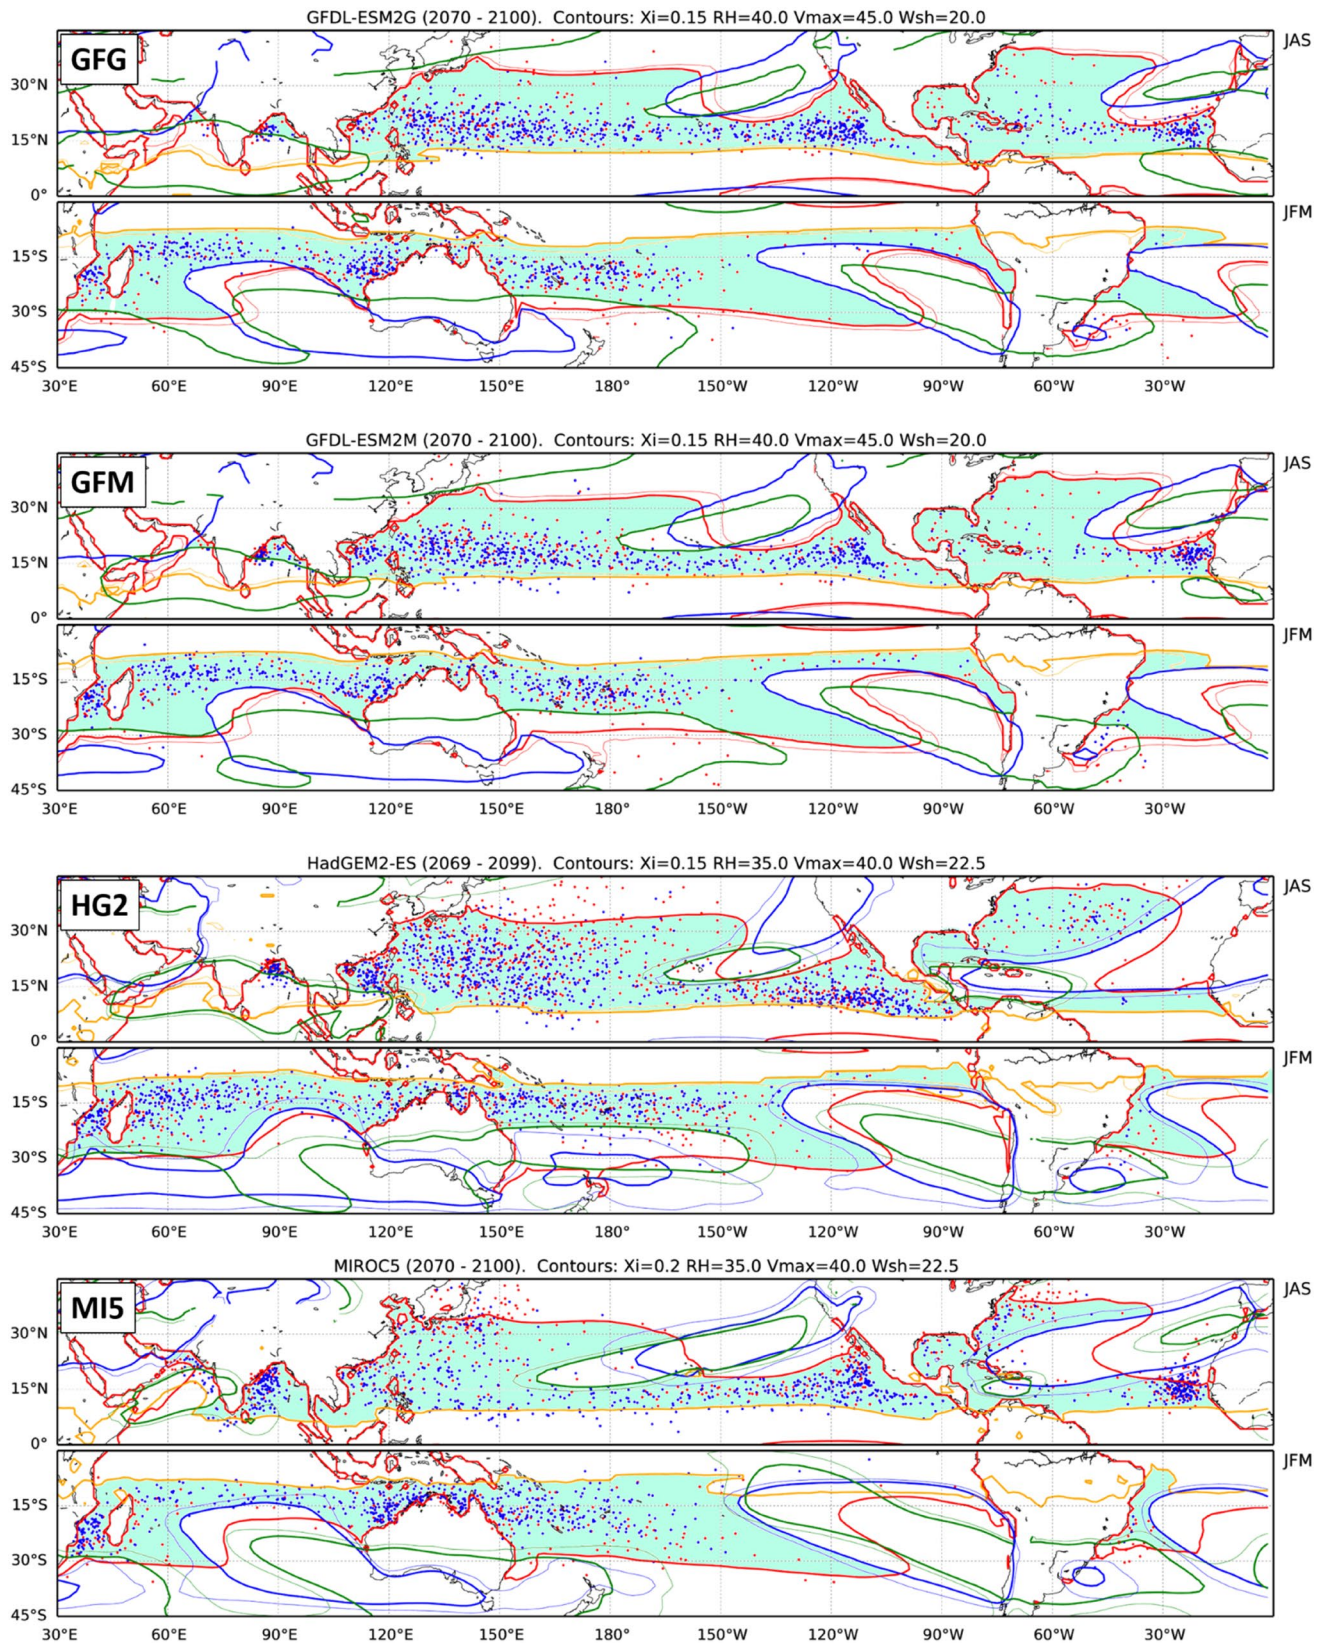 GFDL-ESM2G (2070 - 2100).  Contours: Xi=0.15 RH=40.0 Vmax=45.0 Wsh=20.0
GFG
JAS
30°N
15°N
0°
JFM
15°S
30°S
45°S
30°E 60°E 90°E 120°E 150°E 180° 150°W 120°W 90°W 60°W 30°W
GFDL-ESM2M (2070 - 2100).  Contours: Xi=0.15 RH=40.0 Vmax=45.0 Wsh=20.0
GFM
JAS
30°N
15°N
0°
JFM
15°S
30°S
45°S
30°E 60°E 90°E 120°E 150°E 180° 150°W 120°W 90°W 60°W 30°W
HadGEM2-ES (2069 - 2099).  Contours: Xi=0.15 RH=35.0 Vmax=40.0 Wsh=22.5
HG2
JAS
30°N
15°N
0°
JFM
15°S
30°S
45°S
30°E 60°E 90°E 120°E 150°E 180° 150°W 120°W 90°W 60°W 30°W
MIROC5 (2070 - 2100).  Contours: Xi=0.2 RH=35.0 Vmax=40.0 Wsh=22.5
MI5
JAS
30°N
15°N
0°
JFM
15°S
30°S
45°S
30°E 60°E 90°E 120°E 150°E 180° 150°W 120°W 90°W 60°W 30°W